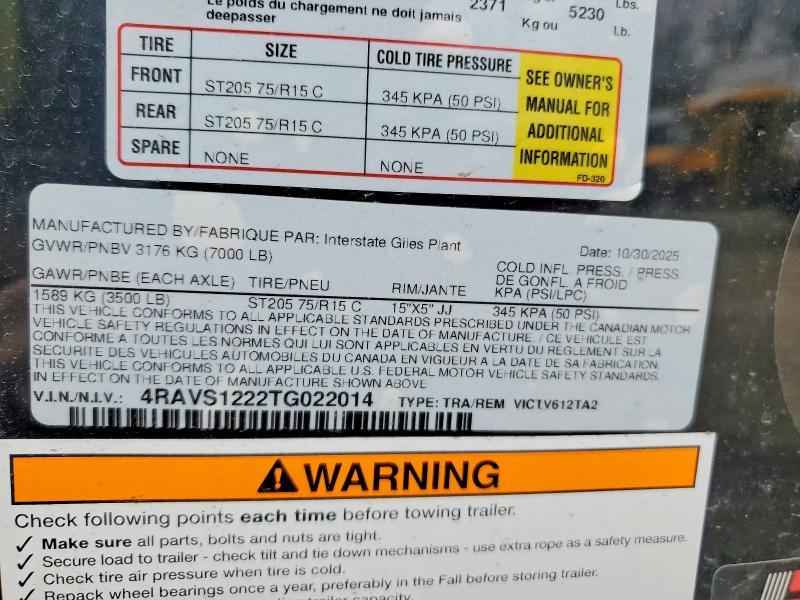 Le poids du chargement ne doit jamais
deepasser
2371
Kg ou
5230
Lbs.
Lb.
TIRE SIZE COLD TIRE PRESSURE
FRONT ST205 75/R15 C 345 KPA (50 PSI)
REAR ST205 75/R15 C 345 KPA (50 PSI)
SPARE NONE NONE
SEE OWNER'S
MANUAL FOR
ADDITIONAL
INFORMATION
FD-320
MANUFACTURED BY/FABRIQUE PAR: Interstate Giles Plant
Date: 10/30/2025
GVWR/PNBV 3176 KG (7000 LB)
GAWR/PNBE (EACH AXLE) TIRE/PNEU RIM/JANTE COLD INFL. PRESS. / PRESS.
DE GONFL. A FROID
KPA (PSI/LPC)
1589 KG (3500 LB) ST205 75/R15 C 15"X5" JJ 345 KPA (50 PSI)
THIS VEHICLE CONFORMS TO ALL APPLICABLE STANDARDS PRESCRIBED UNDER THE CANADIAN MOTOR
VEHICLE SAFETY REGULATIONS IN EFFECT ON THE DATE OF MANUFACTURE. / CE VEHICULE EST
CONFORME A TOUTES LES NORMES QUI LUI SONT APPLICABLES EN VERTU DU REGLEMENT SUR LA
SECURITE DES VEHICULES AUTOMOBILES DU CANADA EN VIGUEUR A LA DATE DE SA FABRICATION.
THIS VEHICLE CONFORMS TO ALL APPLICABLE U.S. FEDERAL MOTOR VEHICLE SAFETY STANDARDS.
IN EFFECT ON THE DATE OF MANUFACTURE SHOWN ABOVE
V.I.N./N.I.V.: 4RAVS1222TG022014 TYPE: TRA/REM VICTV612TA2
WARNING
Check following points each time before towing trailer.
✓ Make sure all parts, bolts and nuts are tight.
✓ Secure load to trailer - check tilt and tie down mechanisms - use extra rope as a safety measure.
✓ Check tire air pressure when tire is cold.
✓ Repack wheel bearings once a year, preferably in the Fall before storing trailer.
trailer capacity.